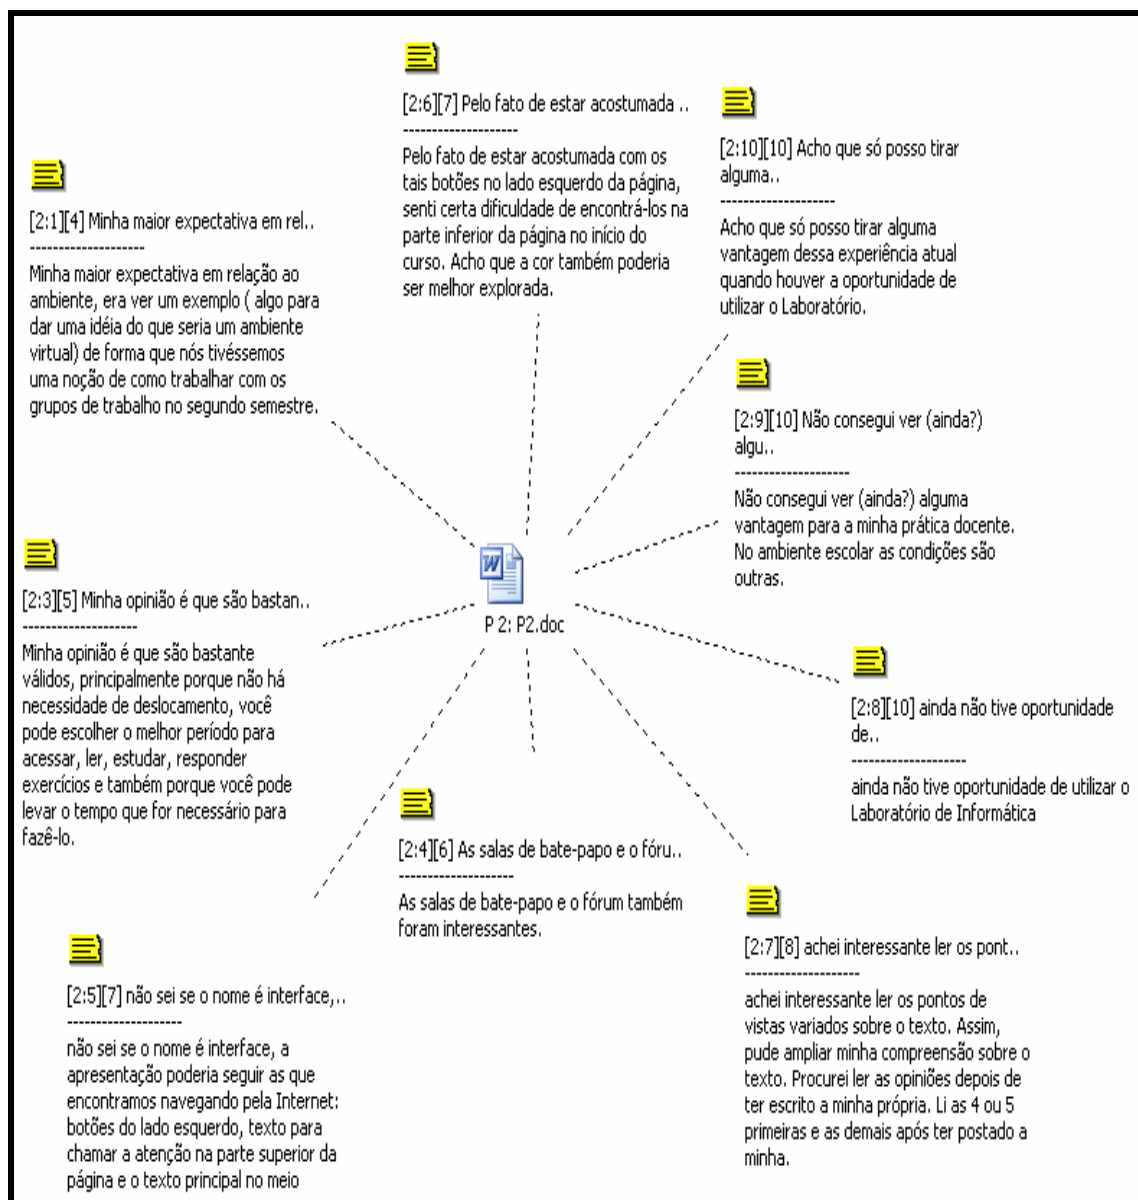 [2:6][7] Pelo fato de estar acostumada ..
--------------------
Pelo fato de estar acostumada com os
tais botões no lado esquerdo da página,
senti certa dificuldade de encontrá-los na
parte inferior da página no início do
curso. Acho que a cor também poderia
ser melhor explorada.
[2:10][10] Acho que só posso tirar
alguma..
--------------------
Acho que só posso tirar alguma
vantagem dessa experiência atual
quando houver a oportunidade de
utilizar o Laboratório.
[2:1][4] Minha maior expectativa em rel..
--------------------
Minha maior expectativa em relação ao
ambiente, era ver um exemplo ( algo para
dar uma idéia do que seria um ambiente
virtual) de forma que nós tivéssemos
uma noção de como trabalhar com os
grupos de trabalho no segundo semestre.
[2:9][10] Não consegui ver (ainda?)
algu..
--------------------
Não consegui ver (ainda?) alguma
vantagem para a minha prática docente.
No ambiente escolar as condições são
outras.
W
P 2: P2.doc
[2:3][5] Minha opinião é que são bastan..
--------------------
Minha opinião é que são bastante
válidos, principalmente porque não há
necessidade de deslocamento, você
pode escolher o melhor período para
acessar, ler, estudar, responder
exercícios e também porque você pode
levar o tempo que for necessário para
fazê-lo.
[2:8][10] ainda não tive oportunidade
de..
--------------------
ainda não tive oportunidade de utilizar o
Laboratório de Informática
[2:4][6] As salas de bate-papo e o fóru..
--------------------
As salas de bate-papo e o fórum também
foram interessantes.
[2:7][8] achei interessante ler os pont..
--------------------
achei interessante ler os pontos de
vistas variados sobre o texto. Assim,
pude ampliar minha compreensão sobre o
texto. Procurei ler as opiniões depois de
ter escrito a minha própria. Li as 4 ou 5
primeiras e as demais após ter postado a
minha.
[2:5][7] não sei se o nome é interface,..
--------------------
não sei se o nome é interface, a
apresentação poderia seguir as que
encontramos navegando pela Internet:
botões do lado esquerdo, texto para
chamar a atenção na parte superior da
página e o texto principal no meio